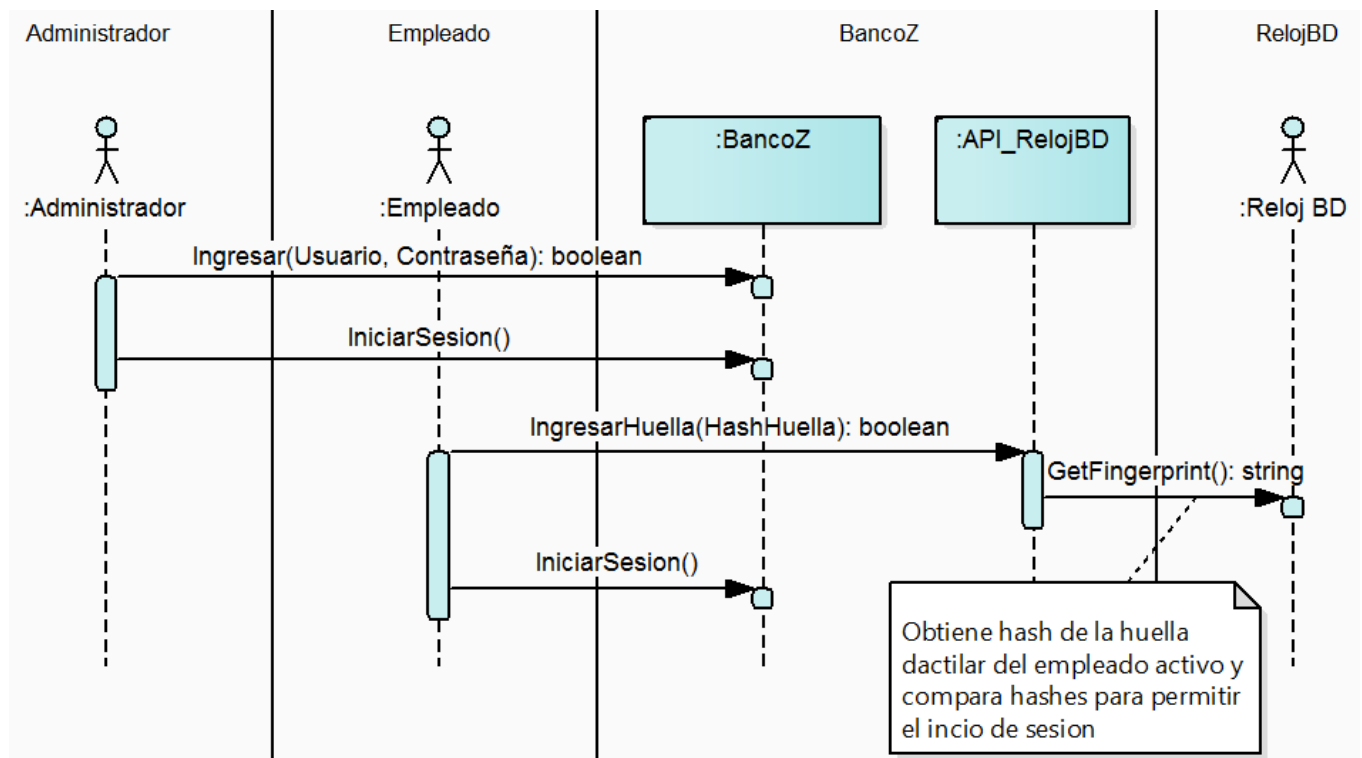 Administrador
Empleado
BancoZ
RelojBD
:BancoZ
:API_RelojBD
:Administrador
:Empleado
:Reloj BD
Ingresar(Usuario, Contraseña): boolean
IniciarSesion()
IngresarHuella(HashHuella): boolean
GetFingerprint(): string
IniciarSesion()
Obtiene hash de la huella
dactilar del empleado activo y
compara hashes para permitir
el incio de sesion